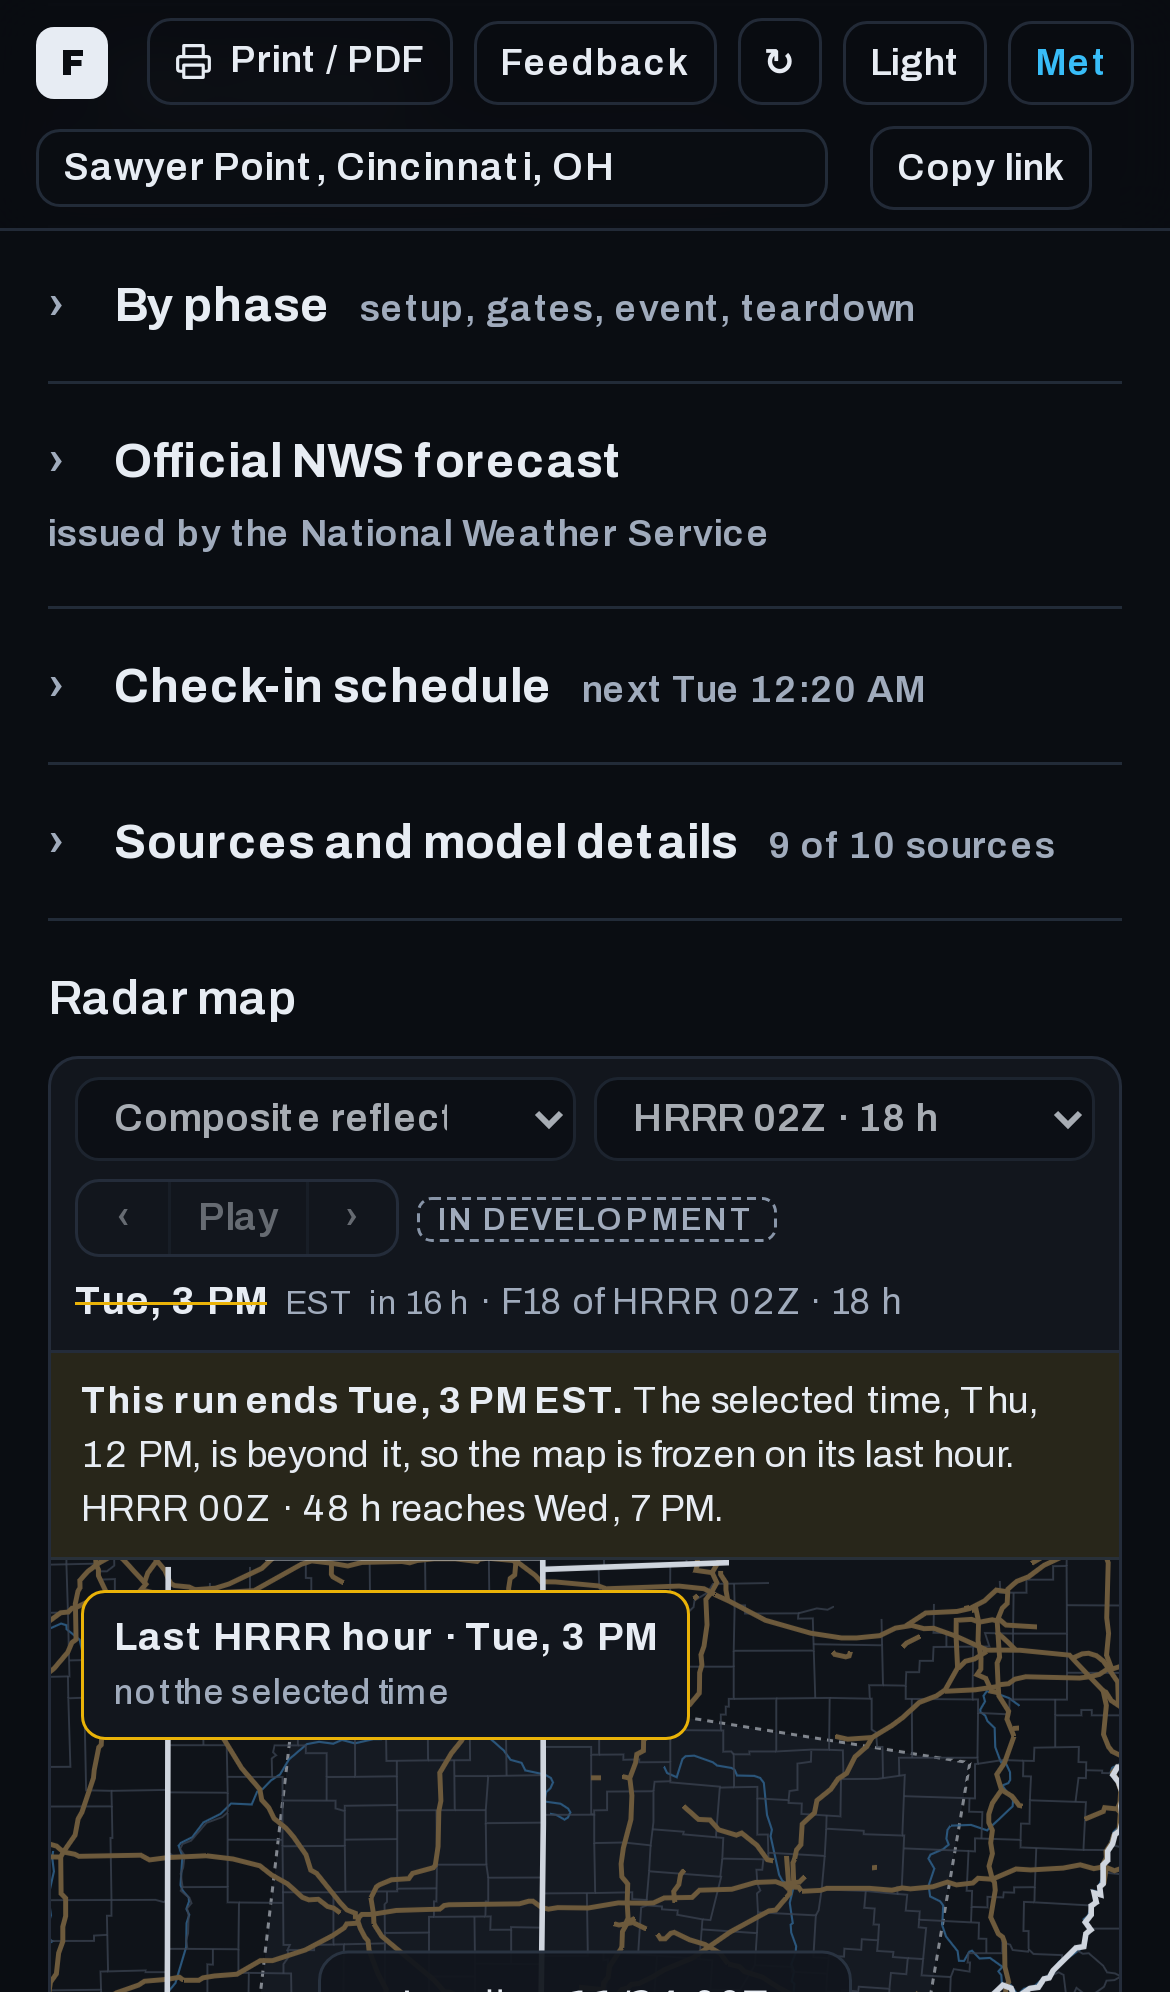 F
Print / PDF
Feedback
↻
Light
Met
Sawyer Point, Cincinnati, OH
Copy link
› By phase setup, gates, event, teardown
› Official NWS forecast
issued by the National Weather Service
› Check-in schedule next Tue 12:20 AM
› Sources and model details 9 of 10 sources
Radar map
Composite reflect
HRRR 02Z · 18 h
‹ Play ›
IN DEVELOPMENT
Tue, 3 PM EST in 16 h · F18 of HRRR 02Z · 18 h
This run ends Tue, 3 PM EST. The selected time, Thu,
12 PM, is beyond it, so the map is frozen on its last hour.
HRRR 00Z · 48 h reaches Wed, 7 PM.
Last HRRR hour · Tue, 3 PM
not the selected time